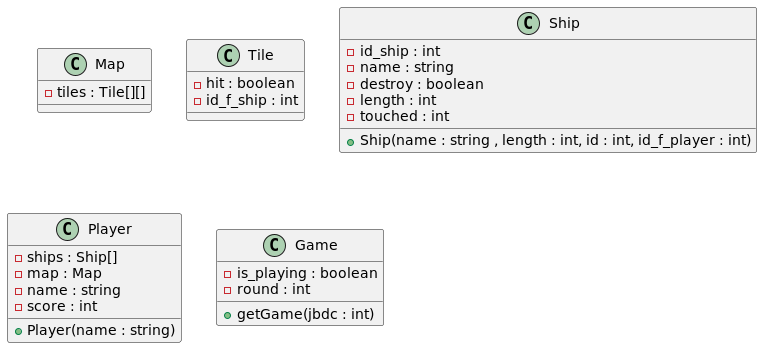 C Map
tiles : Tile[][]
C Tile
hit : boolean
id_f_ship : int
C Ship
id_ship : int
name : string
destroy : boolean
length : int
touched : int
Ship(name : string , length : int, id : int, id_f_player : int)
C Player
ships : Ship[]
map : Map
name : string
score : int
Player(name : string)
C Game
is_playing : boolean
round : int
getGame(jbdc : int)